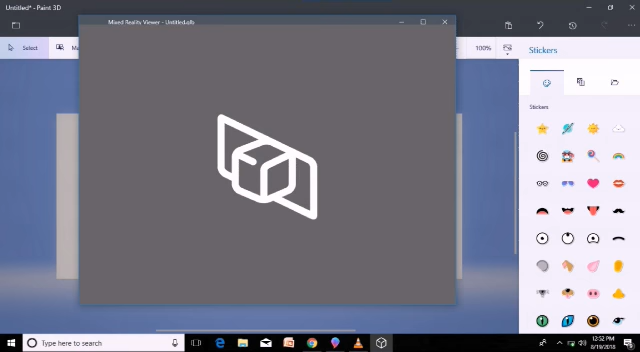 Untitled* - Paint 3D
Mixed Reality Viewer - Untitled.glb
Select
Ma
100%
Stickers
Stickers
Type here to search
12:52 PM
8/19/2018